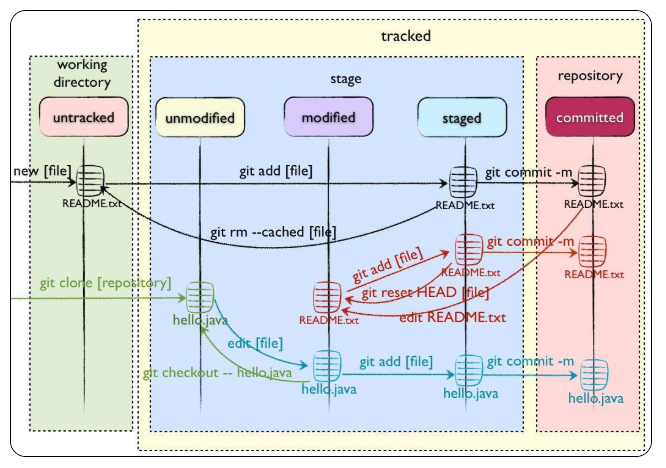 tracked
working
directory
stage
repository
untracked
unmodified
modified
staged
committed
new [file]
git add [file]
git commit -m
README.txt
README.txt
README.txt
git rm --cached [file]
git add [file]
git commit -m
README.txt
README.txt
git clone [repository]
git reset HEAD [file]
hello.java
README.txt
edit README.txt
edit [file]
git add [file]
git commit -m
git checkout -- hello.java
hello.java
hello.java
hello.java